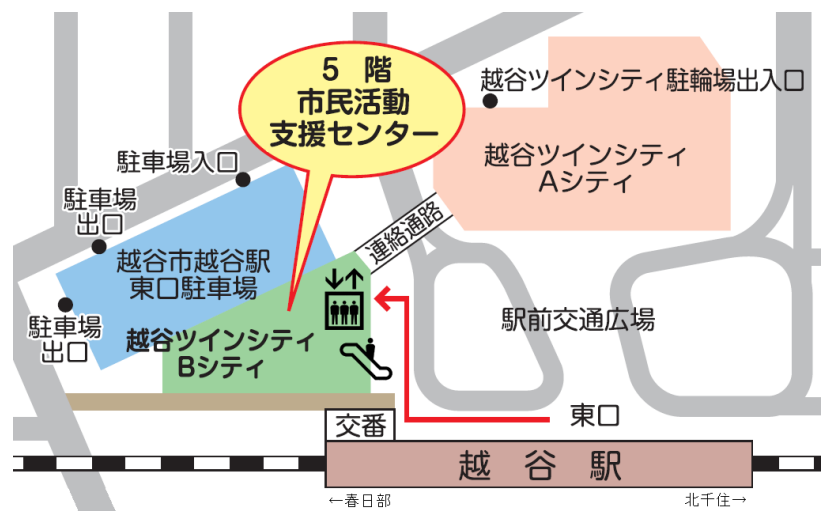 5 階
市民活動
支援センター
越谷ツインシティ駐輪場出入口
越谷ツインシティ
Aシティ
駐車場入口
駐車場
出口
連絡通路
越谷市越谷駅
東口駐車場
駅前交通広場
駐車場
出口
越谷ツインシティ
Bシティ
東口
交番
越谷駅
←春日部
北千住→